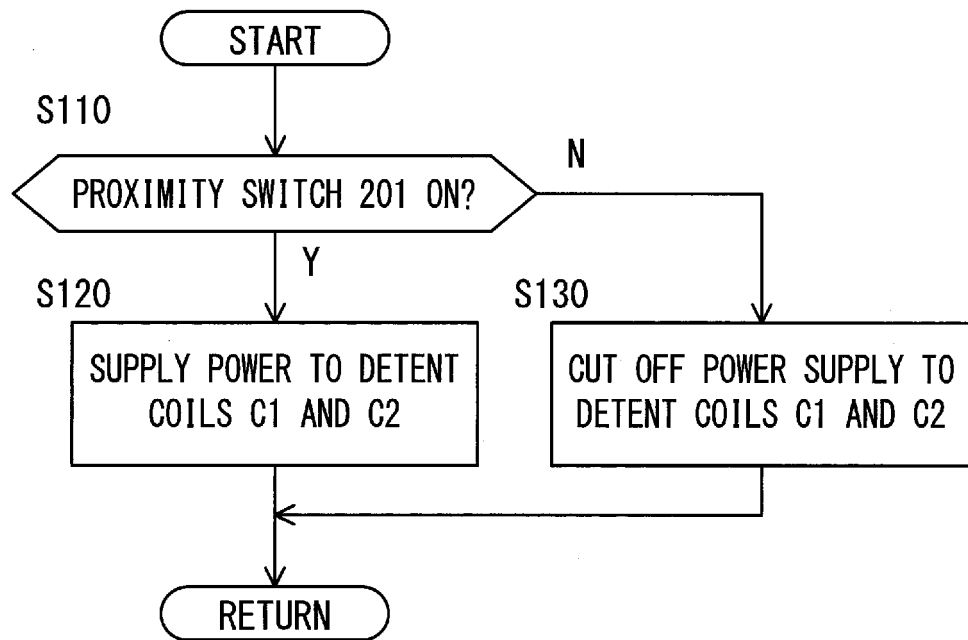 START
S110
PROXIMITY SWITCH 201 ON?
N
Y
S120
SUPPLY POWER TO DETENT
COILS C1 AND C2
S130
CUT OFF POWER SUPPLY TO
DETENT COILS C1 AND C2
RETURN